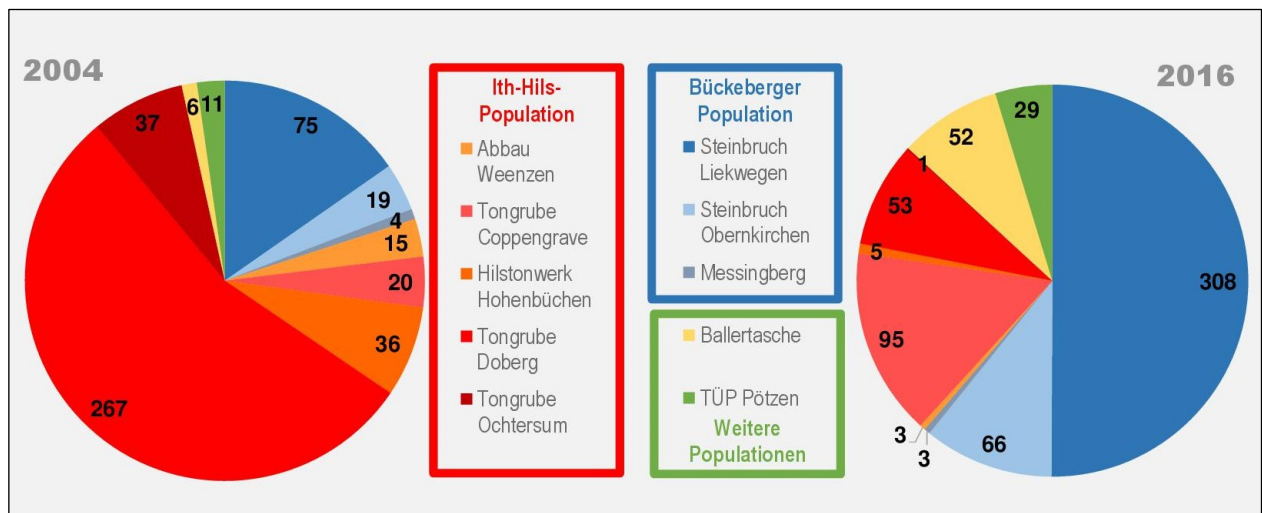 2004
75
19
4
15
20
36
267
37
6
11
Ith-Hils-
Population
Abbau
Weenzen
Tongrube
Coppengrave
Hilstonwerk
Hohenbüchen
Tongrube
Doberg
Tongrube
Ochtersum
Bückeberger
Population
Steinbruch
Liekwegen
Steinbruch
Obernkirchen
Messingberg
Ballertasche
TÜP Pötzen
Weitere
Populationen
2016
308
66
3
3
95
5
53
1
52
29